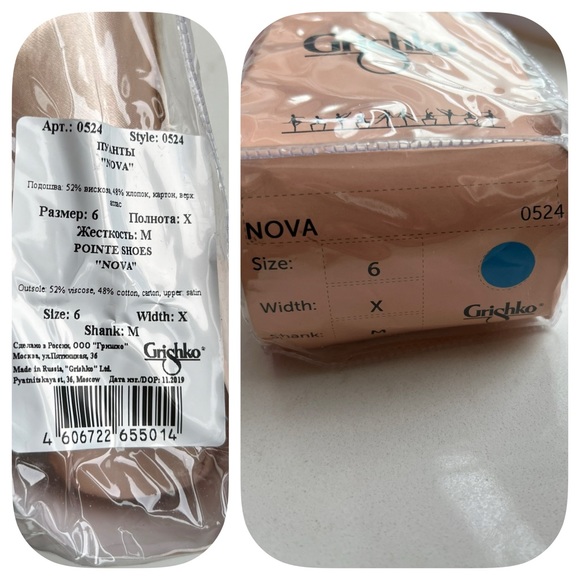 Арт.: 0524 Style: 0524
ПУАНТЫ
"NOVA"
Подошва: 52% вискоза, 48% хлопок, картон, верх
Размер: 6 Полнота: X
Жесткость: M
POINTE SHOES
"NOVA"
Outsole: 52% viscose, 48% cotton, carton, upper: satin
Size: 6 Width: X
Shank: M
Сделано в России, ООО "Гришко"
Москва, ул.Пятницкая, 36
Made in Russia, "Grishko" Ltd.
Pyatnitskaya st, 36, Moscow Дата изг./DOP: 11.2019
Grishko®
4 606722 655014
Grishko
NOVA 0524
Size: 6
Width: X
Grishko®
Shank: M